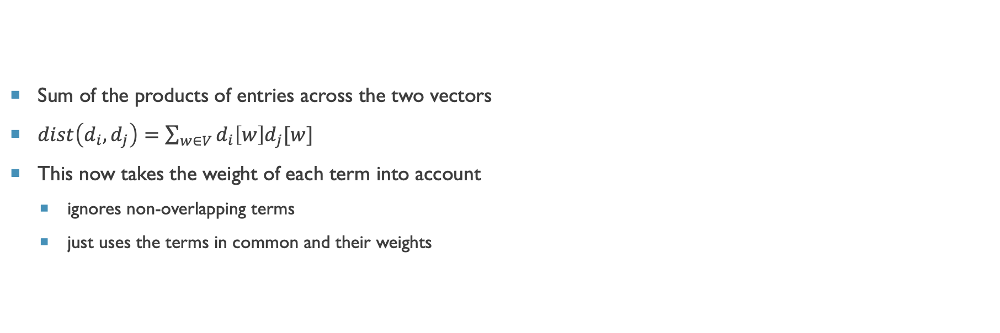 Sum of the products of entries across the two vectors
dist(d_i, d_j) = ∑_{w∈V} d_i[w]d_j[w]
This now takes the weight of each term into account
ignores non-overlapping terms
just uses the terms in common and their weights